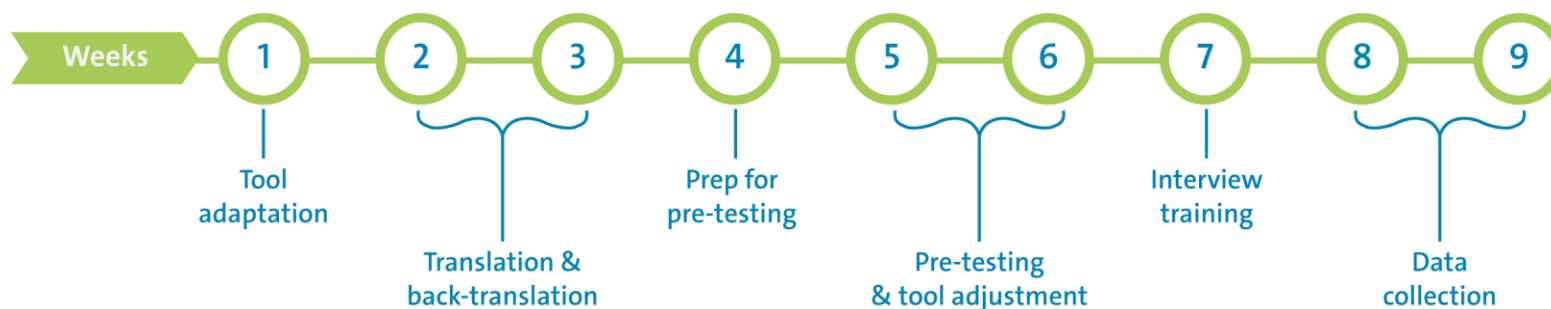 Weeks 1 2 3 4 5 6 7 8 9
Tool
adaptation
Translation &
back-translation
Prep for
pre-testing
Pre-testing
& tool adjustment
Interview
training
Data
collection